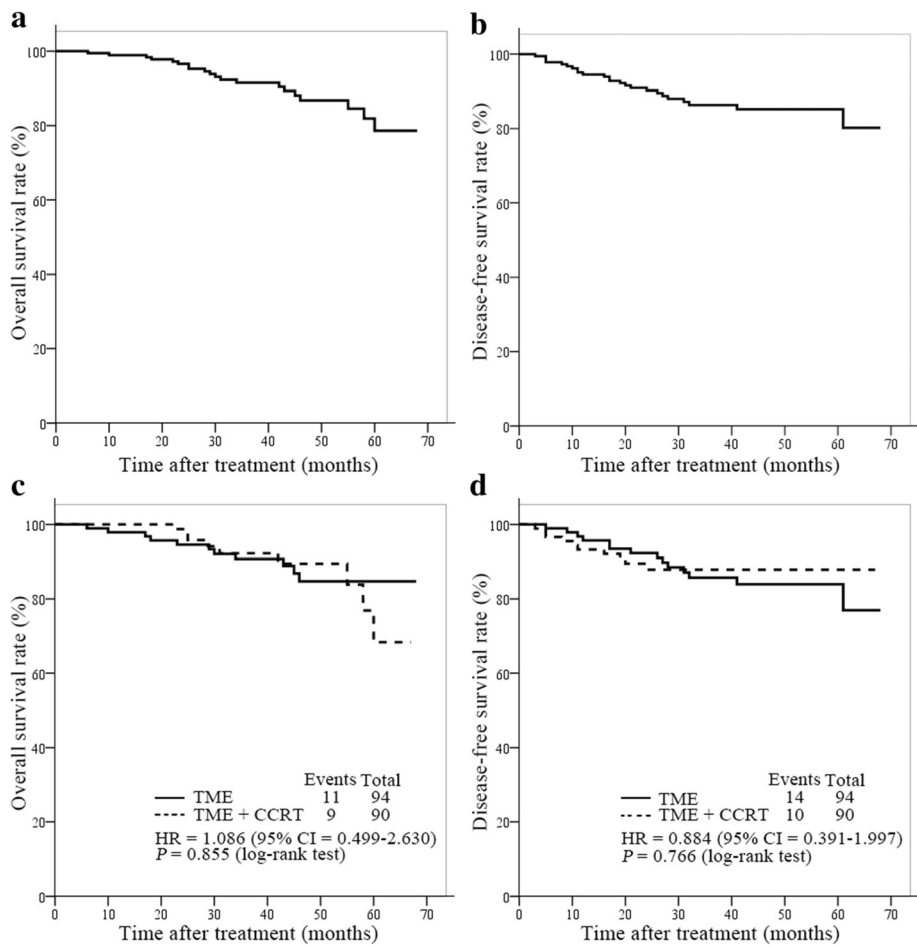 a
Overall survival rate (%)
100
80
60
40
20
0
0 10 20 30 40 50 60 70
Time after treatment (months)
b
Disease-free survival rate (%)
100
80
60
40
20
0
0 10 20 30 40 50 60 70
Time after treatment (months)
c
Overall survival rate (%)
100
80
60
40
20
0
Events Total
TME 11 94
TME + CCRT 9 90
HR = 1.086 (95% CI = 0.499-2.630)
P = 0.855 (log-rank test)
0 10 20 30 40 50 60 70
Time after treatment (months)
d
Disease-free survival rate (%)
100
80
60
40
20
0
Events Total
TME 14 94
TME + CCRT 10 90
HR = 0.884 (95% CI = 0.391-1.997)
P = 0.766 (log-rank test)
0 10 20 30 40 50 60 70
Time after treatment (months)